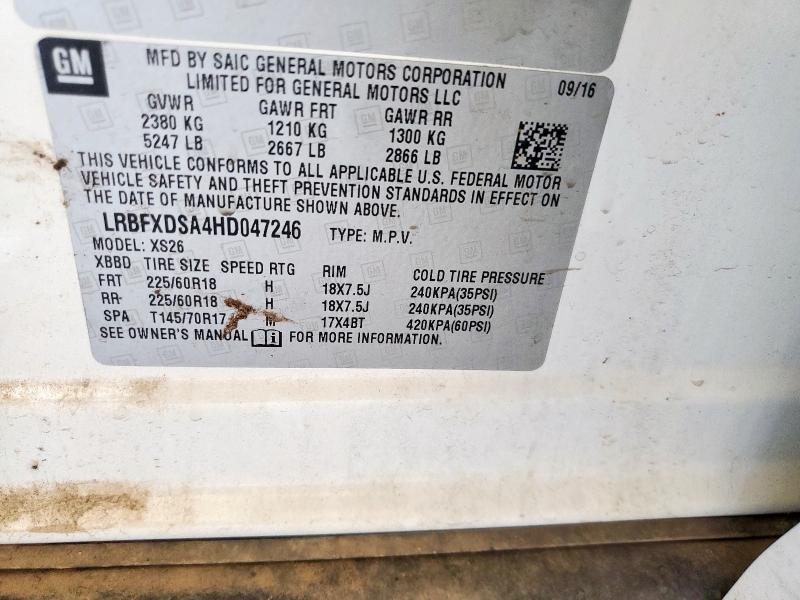 GM
MFD BY SAIC GENERAL MOTORS CORPORATION
LIMITED FOR GENERAL MOTORS LLC
09/16
GVWR GAWR FRT GAWR RR
2380 KG 1210 KG 1300 KG
5247 LB 2667 LB 2866 LB
THIS VEHICLE CONFORMS TO ALL APPLICABLE U.S. FEDERAL MOTOR
VEHICLE SAFETY AND THEFT PREVENTION STANDARDS IN EFFECT ON
THE DATE OF MANUFACTURE SHOWN ABOVE.
LRBFXDSA4HD047246 TYPE: M.P.V.
MODEL: XS26
XBBD TIRE SIZE SPEED RTG RIM COLD TIRE PRESSURE
FRT 225/60R18 H 18X7.5J 240KPA(35PSI)
RR 225/60R18 H 18X7.5J 240KPA(35PSI)
SPA T145/70R17 M 17X4BT 420KPA(60PSI)
SEE OWNER'S MANUAL FOR MORE INFORMATION.